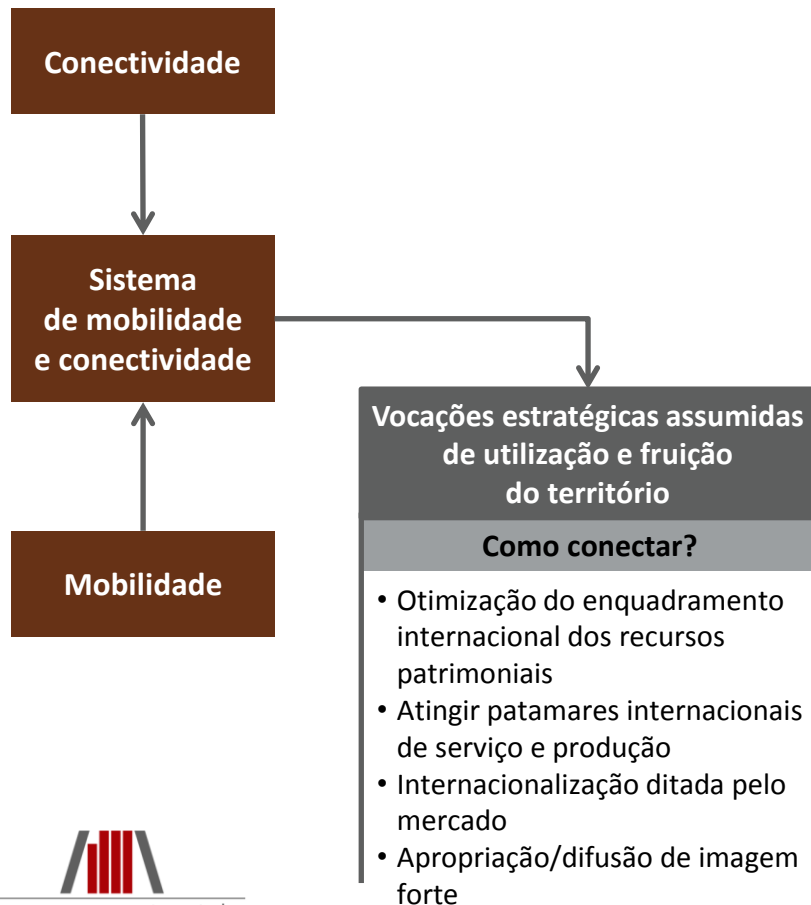 Conectividade
Sistema
de mobilidade
e conectividade
Mobilidade
Vocações estratégicas assumidas
de utilização e fruição
do território
Como conectar?
• Otimização do enquadramento
internacional dos recursos
patrimoniais
• Atingir patamares internacionais
de serviço e produção
• Internacionalização ditada pelo
mercado
• Apropriação/difusão de imagem
forte